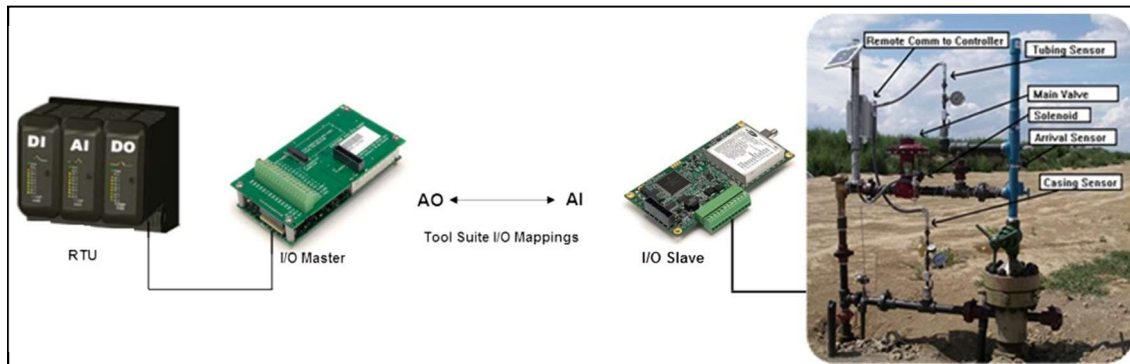 DI AI DO
RTU
I/O Master
AO AI
Tool Suite I/O Mappings
I/O Slave
Remote Comm to Controller
Tubing Sensor
Main Valve
Solenoid
Arrival Sensor
Casing Sensor